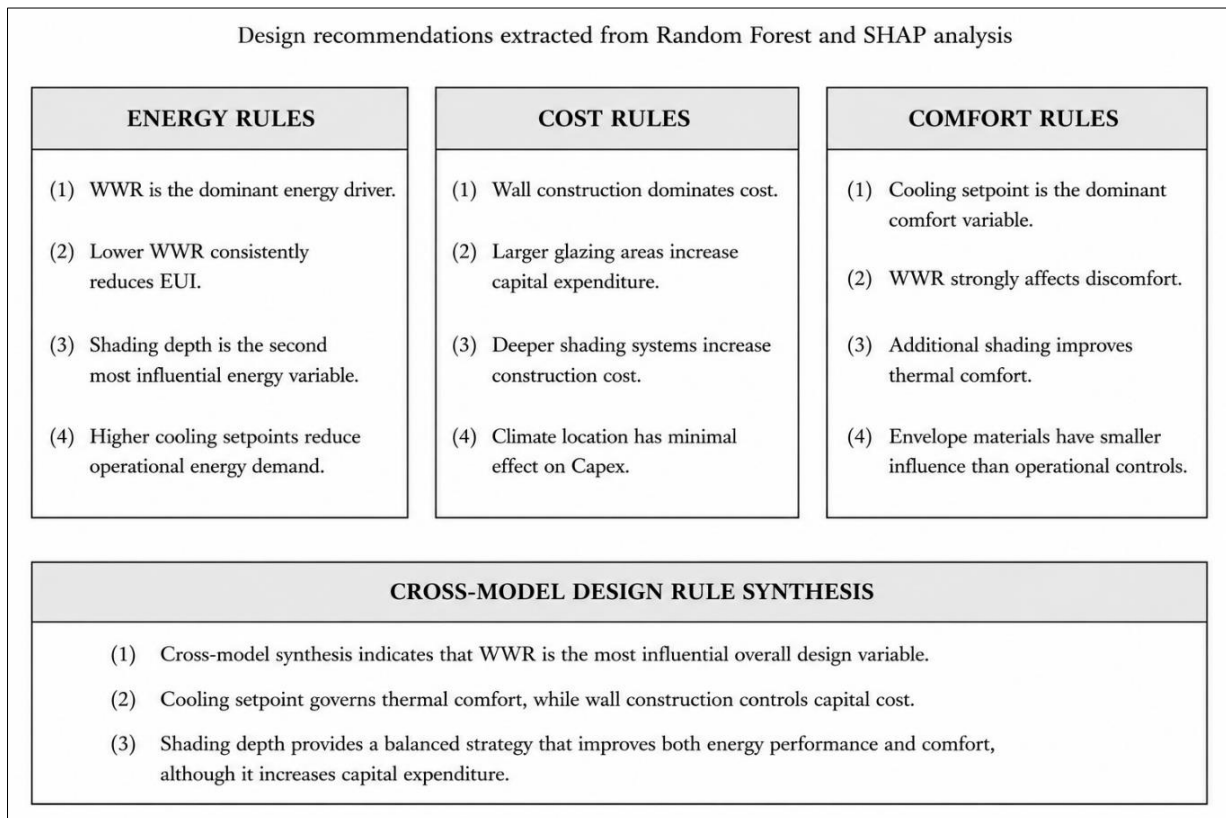 Design recommendations extracted from Random Forest and SHAP analysis
ENERGY RULES
(1) WWR is the dominant energy driver.
(2) Lower WWR consistently
reduces EUI.
(3) Shading depth is the second
most influential energy variable.
(4) Higher cooling setpoints reduce
operational energy demand.
COST RULES
(1) Wall construction dominates cost.
(2) Larger glazing areas increase
capital expenditure.
(3) Deeper shading systems increase
construction cost.
(4) Climate location has minimal
effect on Capex.
COMFORT RULES
(1) Cooling setpoint is the dominant
comfort variable.
(2) WWR strongly affects discomfort.
(3) Additional shading improves
thermal comfort.
(4) Envelope materials have smaller
influence than operational controls.
CROSS-MODEL DESIGN RULE SYNTHESIS
(1) Cross-model synthesis indicates that WWR is the most influential overall design variable.
(2) Cooling setpoint governs thermal comfort, while wall construction controls capital cost.
(3) Shading depth provides a balanced strategy that improves both energy performance and comfort,
although it increases capital expenditure.